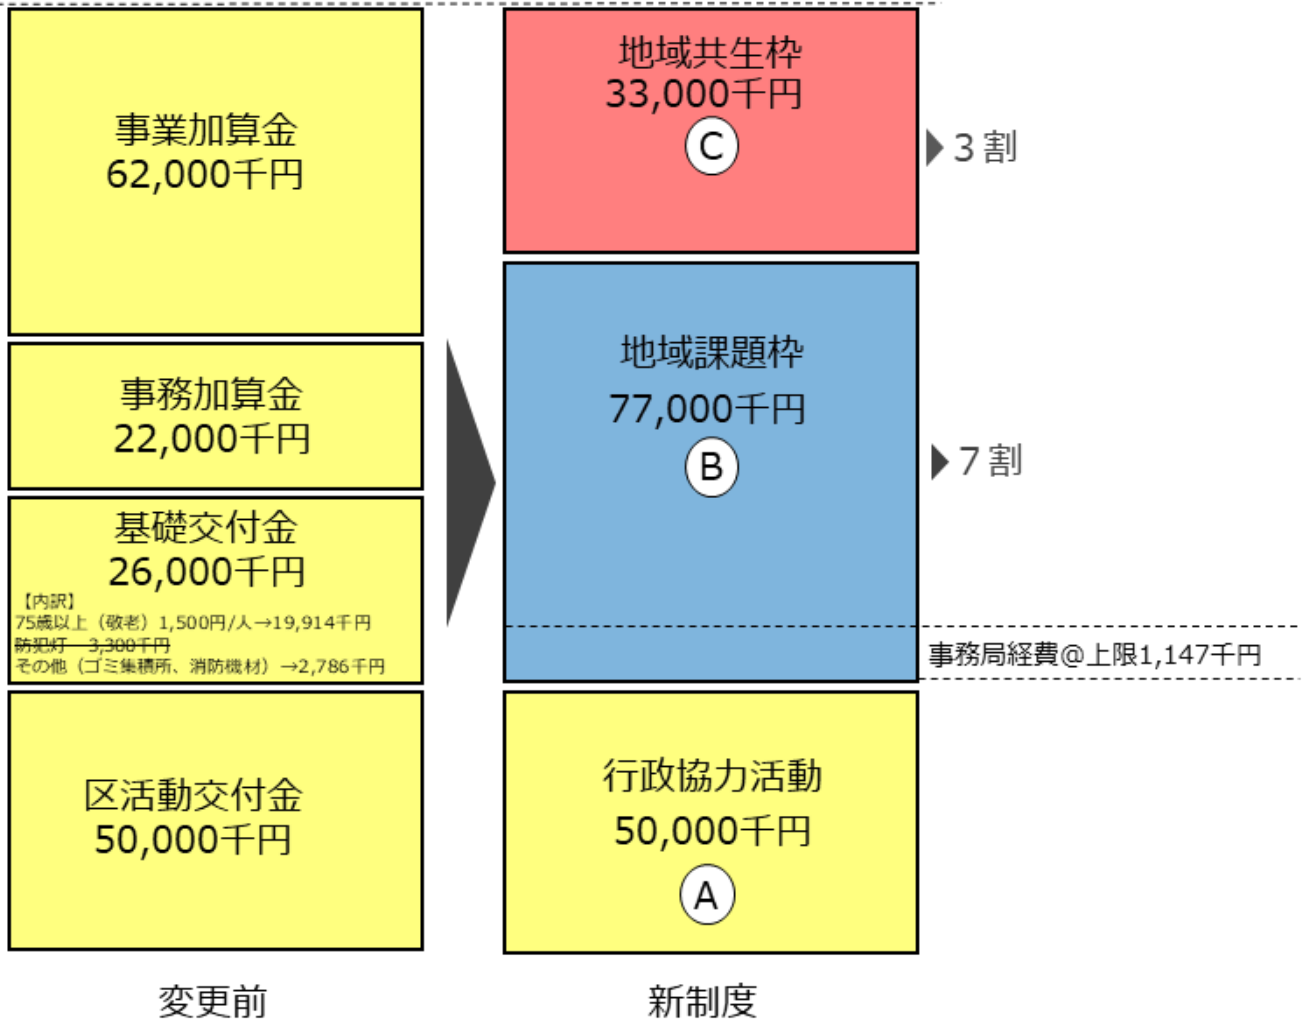 事業加算金
62,000千円
事務加算金
22,000千円
基礎交付金
26,000千円
【内訳】
75歳以上（敬老）1,500円/人→19,914千円
防犯灯　3,300千円
その他（ゴミ集積所、消防機材）→2,786千円
区活動交付金
50,000千円
変更前
地域共生枠
33,000千円
C
3割
地域課題枠
77,000千円
B
7割
事務局経費@上限1,147千円
行政協力活動
50,000千円
A
新制度